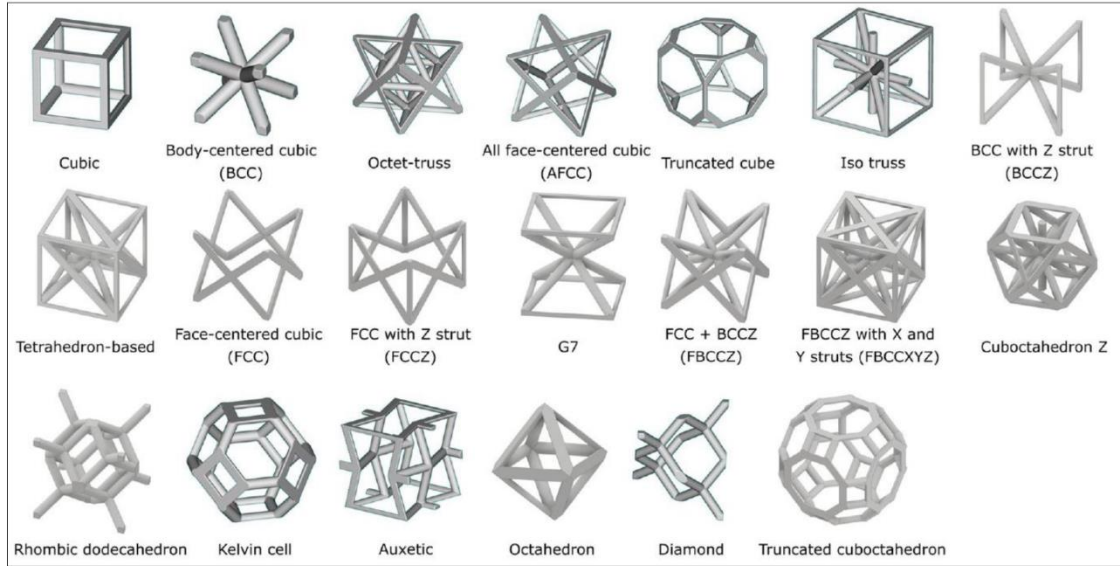 Cubic
Body-centered cubic
(BCC)
Octet-truss
All face-centered cubic
(AFCC)
Truncated cube
Iso truss
BCC with Z strut
(BCCZ)
Tetrahedron-based
Face-centered cubic
(FCC)
FCC with Z strut
(FCCZ)
G7
FCC + BCCZ
(FBCCZ)
FBCCZ with X and
Y struts (FBCCXYZ)
Cuboctahedron Z
Rhombic dodecahedron
Kelvin cell
Auxetic
Octahedron
Diamond
Truncated cuboctahedron